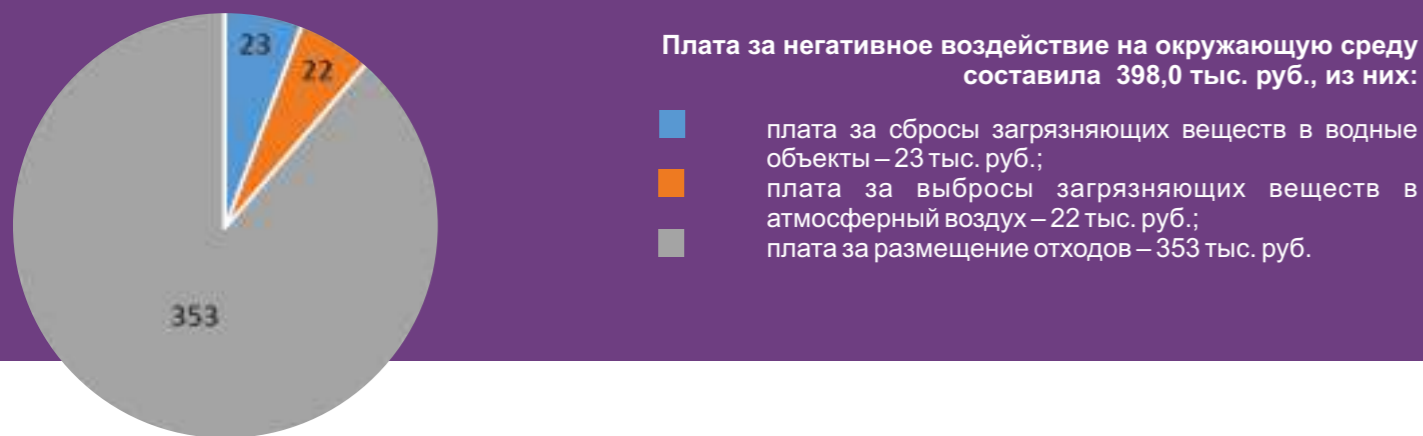 23
22
353
Плата за негативное воздействие на окружающую среду
составила 398,0 тыс. руб., из них:
плата за сбросы загрязняющих веществ в водные
объекты – 23 тыс. руб.;
плата за выбросы загрязняющих веществ в
атмосферный воздух – 22 тыс. руб.;
плата за размещение отходов – 353 тыс. руб.